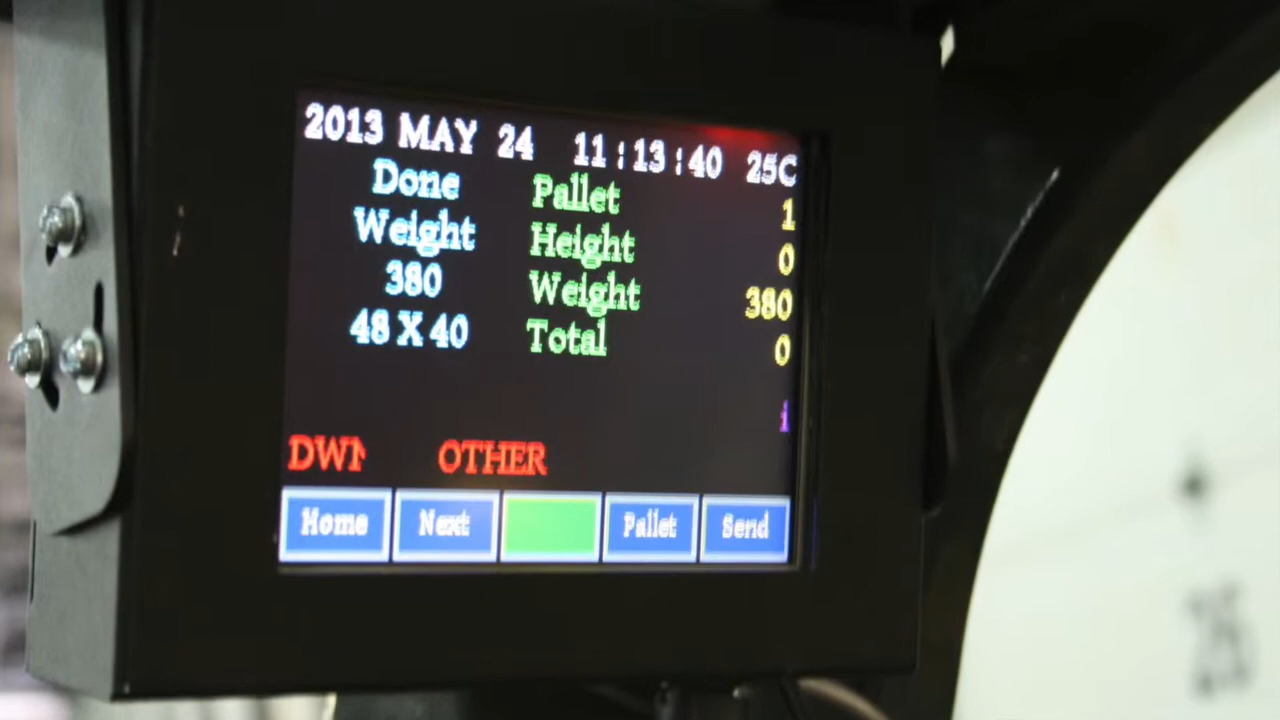 2013 MAY 24 11:13:40 25C
Done
Weight
380
48 X 40
Pallet 1
Height 0
Weight 380
Total 0
i
DWN OTHER
Home Next Pallet Send
25